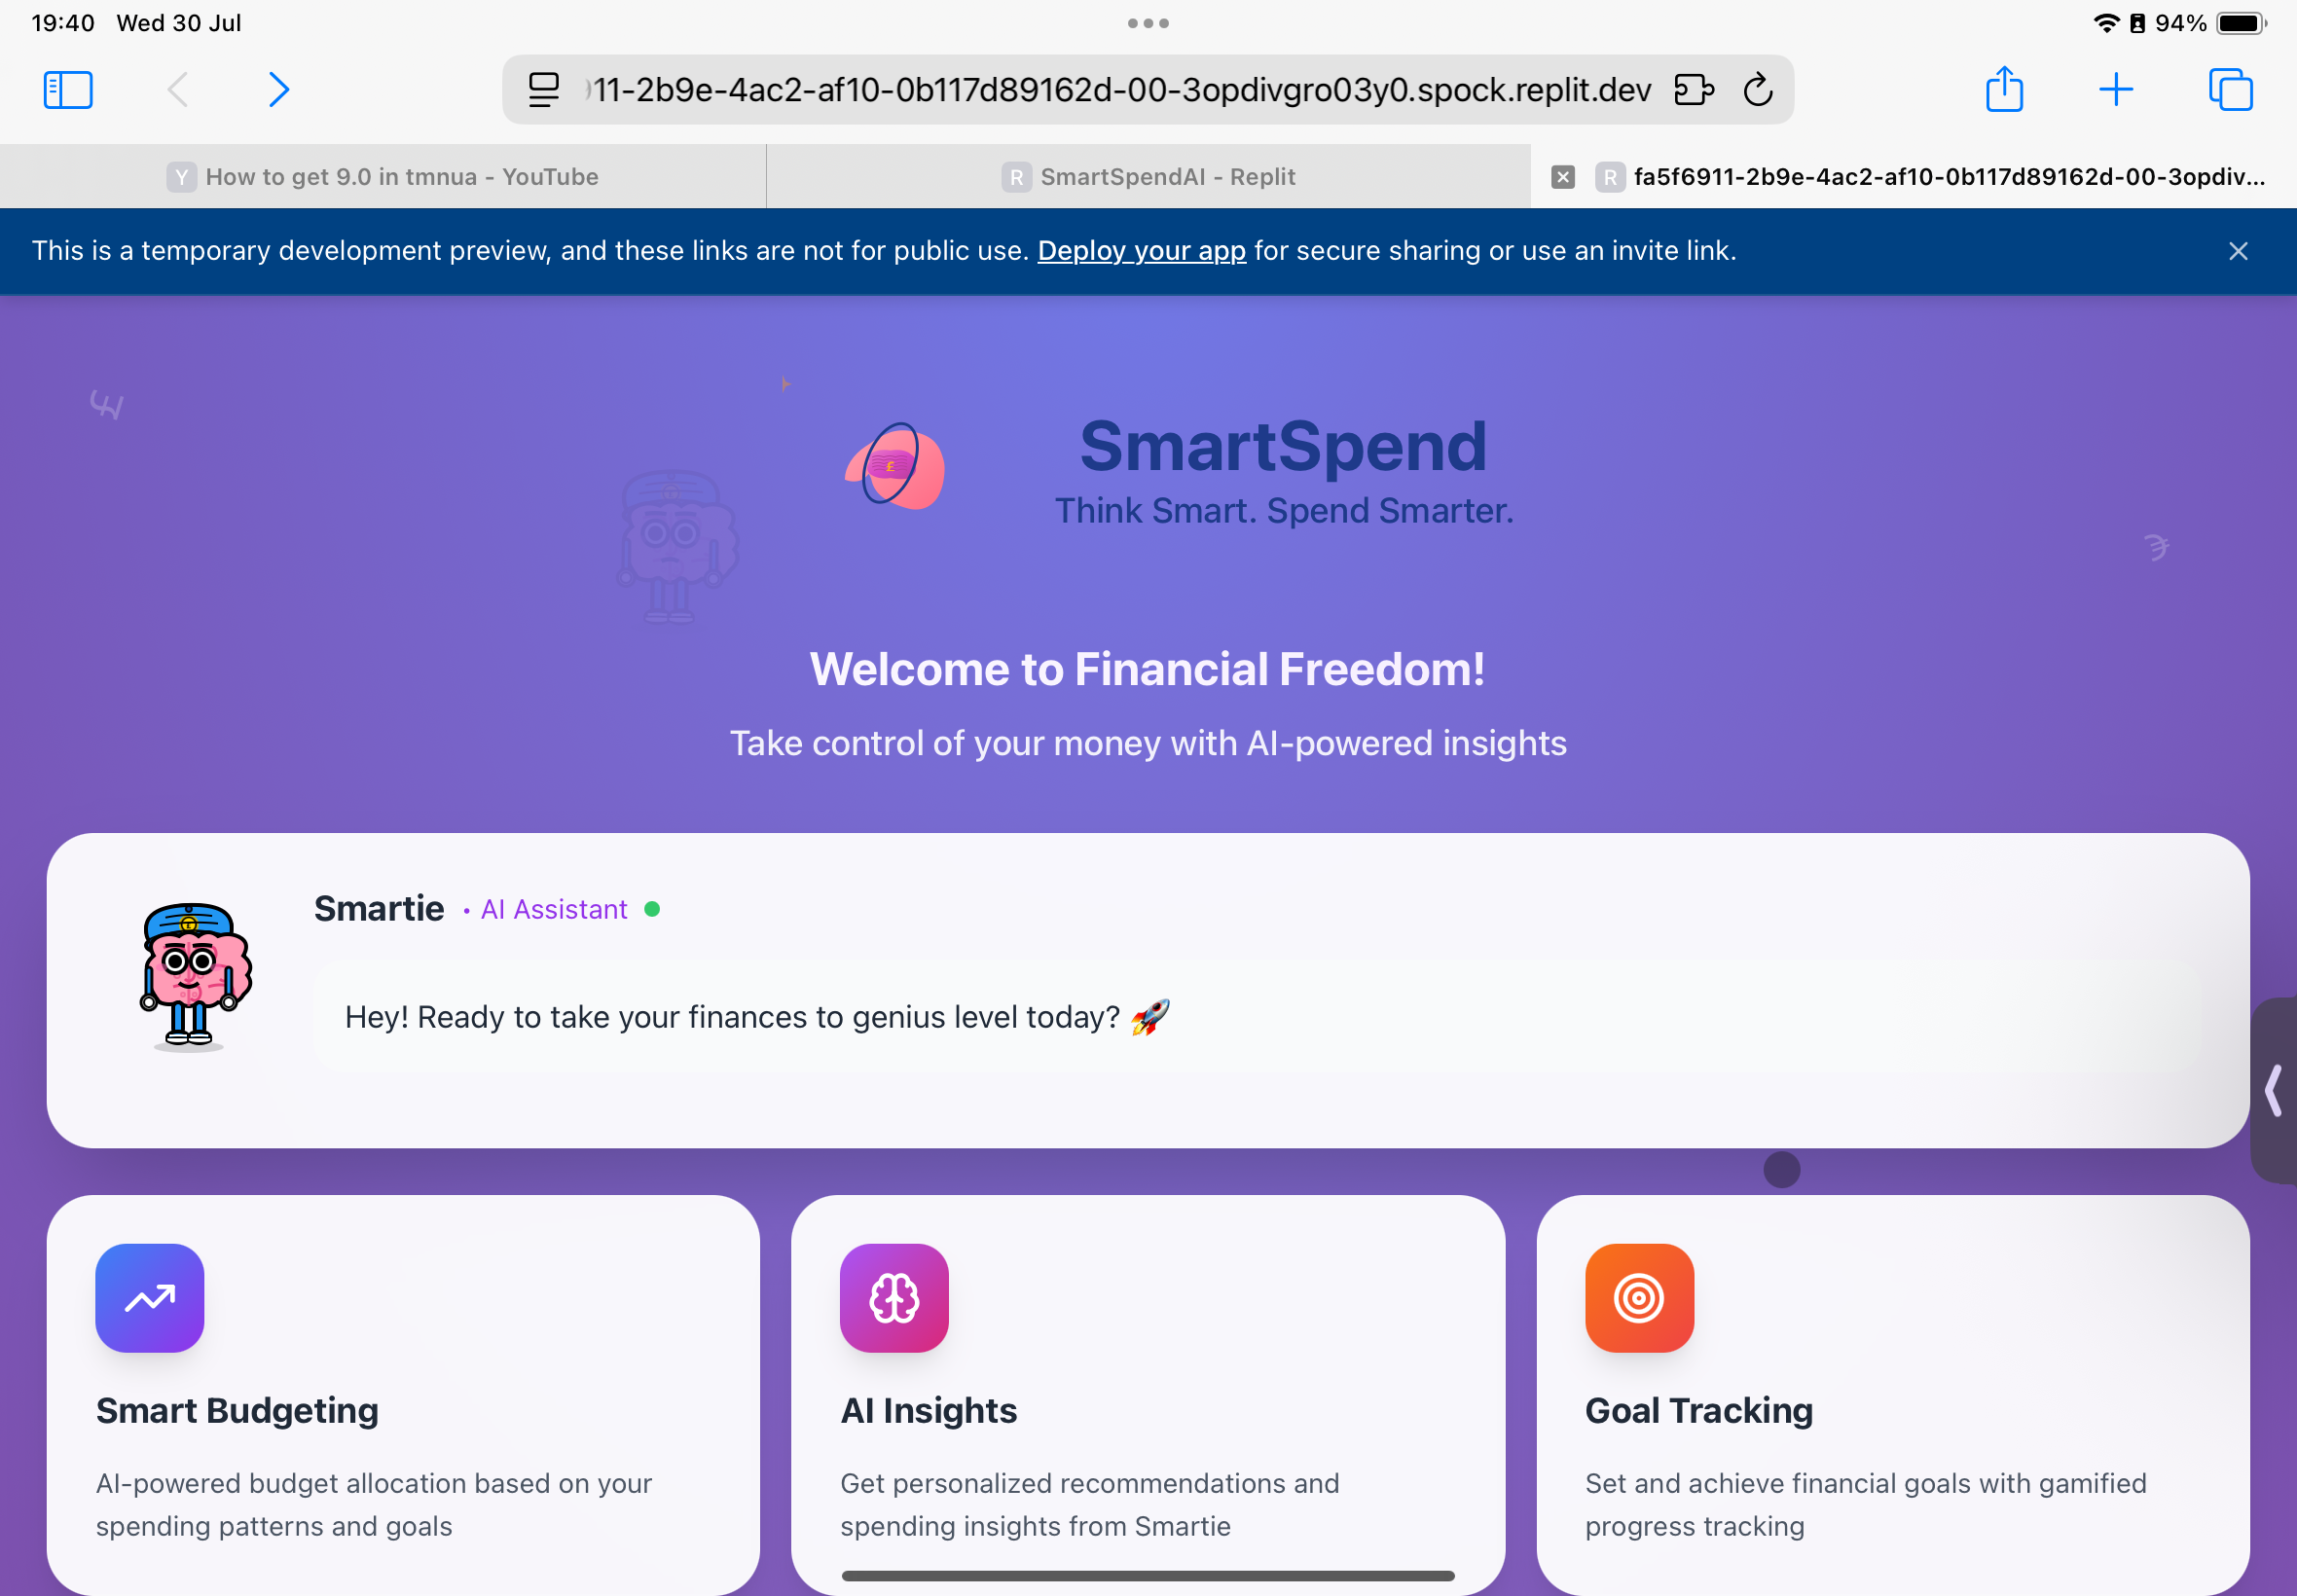 19:40 Wed 30 Jul
94%
11-2b9e-4ac2-af10-0b117d89162d-00-3opdivgro03y0.spock.replit.dev
Y How to get 9.0 in tmnua - YouTube
R SmartSpendAI - Replit
R fa5f6911-2b9e-4ac2-af10-0b117d89162d-00-3opdiv...
This is a temporary development preview, and these links are not for public use. Deploy your app for secure sharing or use an invite link.
£
£
SmartSpend
Think Smart. Spend Smarter.
€
Welcome to Financial Freedom!
Take control of your money with AI-powered insights
Smartie • AI Assistant
£
Hey! Ready to take your finances to genius level today? 🚀
Smart Budgeting
AI-powered budget allocation based on your
spending patterns and goals
AI Insights
Get personalized recommendations and
spending insights from Smartie
Goal Tracking
Set and achieve financial goals with gamified
progress tracking